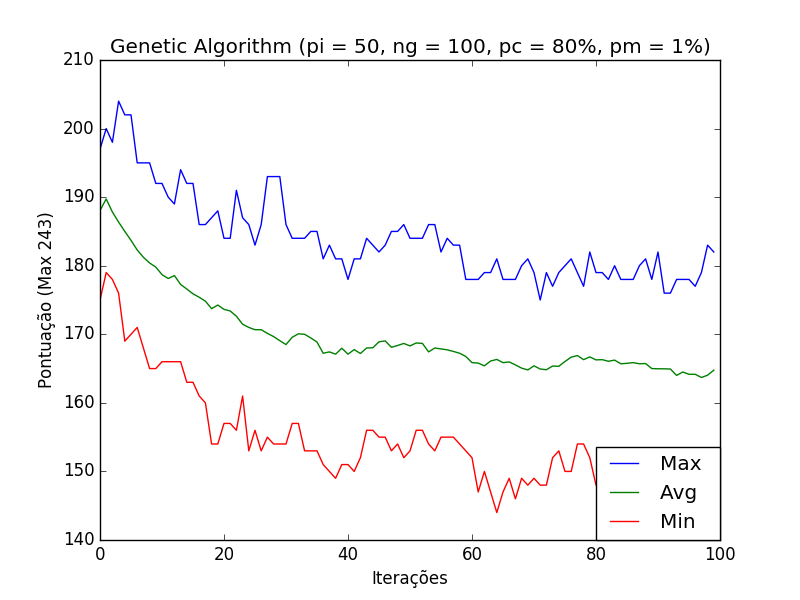 Genetic Algorithm (pi = 50, ng = 100, pc = 80%, pm = 1%)
210
200
190
180
170
160
150
140
Pontuação (Max 243)
0 20 40 60 80 100
Iterações
Max
Avg
Min